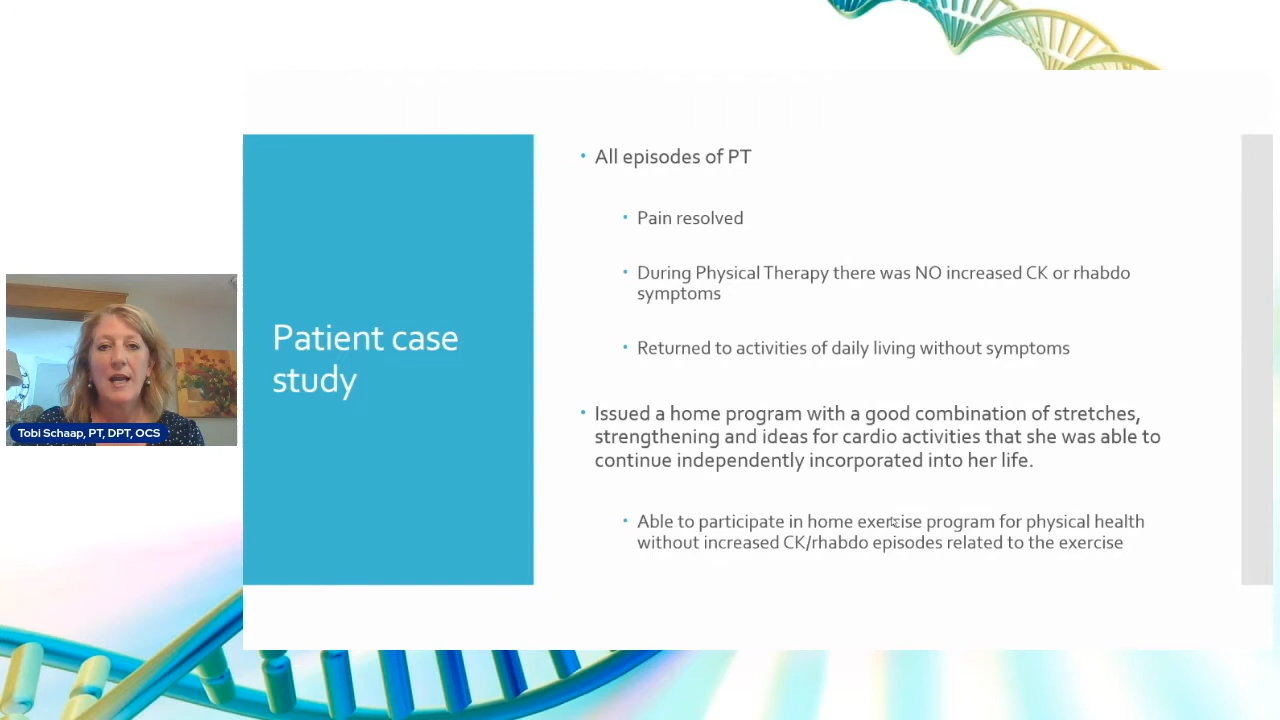 All episodes of PT
Pain resolved
During Physical Therapy there was NO increased CK or rhabdo
symptoms
Returned to activities of daily living without symptoms
Patient case
study
Issued a home program with a good combination of stretches,
strengthening and ideas for cardio activities that she was able to
continue independently incorporated into her life.
Able to participate in home exercise program for physical health
without increased CK/rhabdo episodes related to the exercise
Tobi Schaap, PT, DPT, OCS